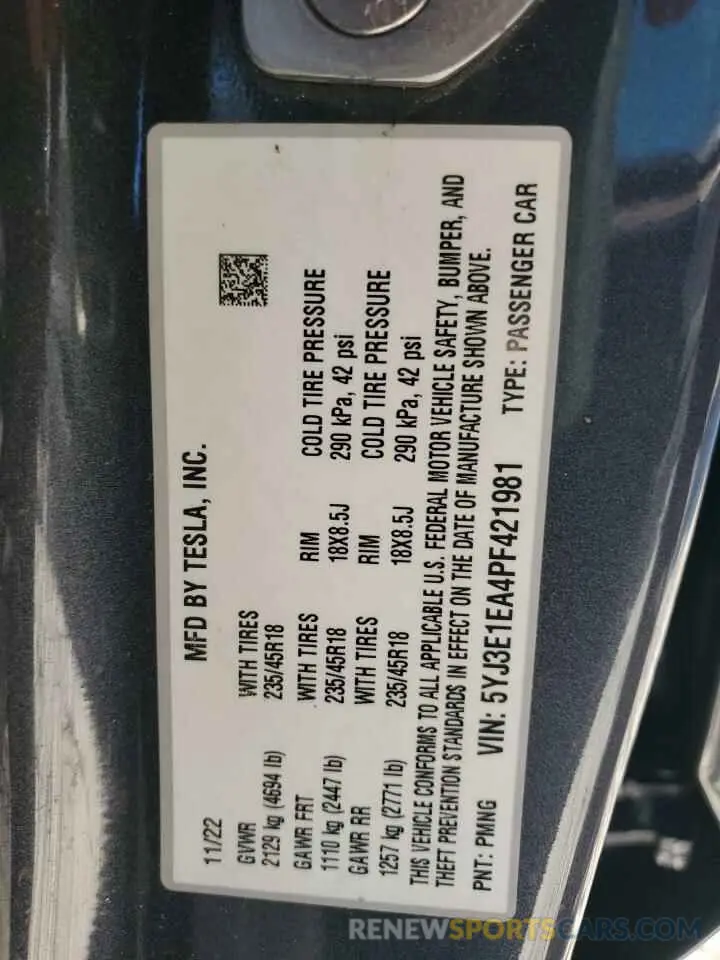 MFD BY TESLA, INC.
11/22
GVWR WITH TIRES
2129 kg (4694 lb) 235/45R18
GAWR FRT WITH TIRES RIM COLD TIRE PRESSURE
1110 kg (2447 lb) 235/45R18 18X8.5J 290 kPa, 42 psi
GAWR RR WITH TIRES RIM COLD TIRE PRESSURE
1257 kg (2771 lb) 235/45R18 18X8.5J 290 kPa, 42 psi
THIS VEHICLE CONFORMS TO ALL APPLICABLE U.S. FEDERAL MOTOR VEHICLE SAFETY, BUMPER, AND
THEFT PREVENTION STANDARDS IN EFFECT ON THE DATE OF MANUFACTURE SHOWN ABOVE.
PNT: PMNG VIN: 5YJ3E1EA4PF421981 TYPE: PASSENGER CAR
RENEWSPORTSCARS.COM